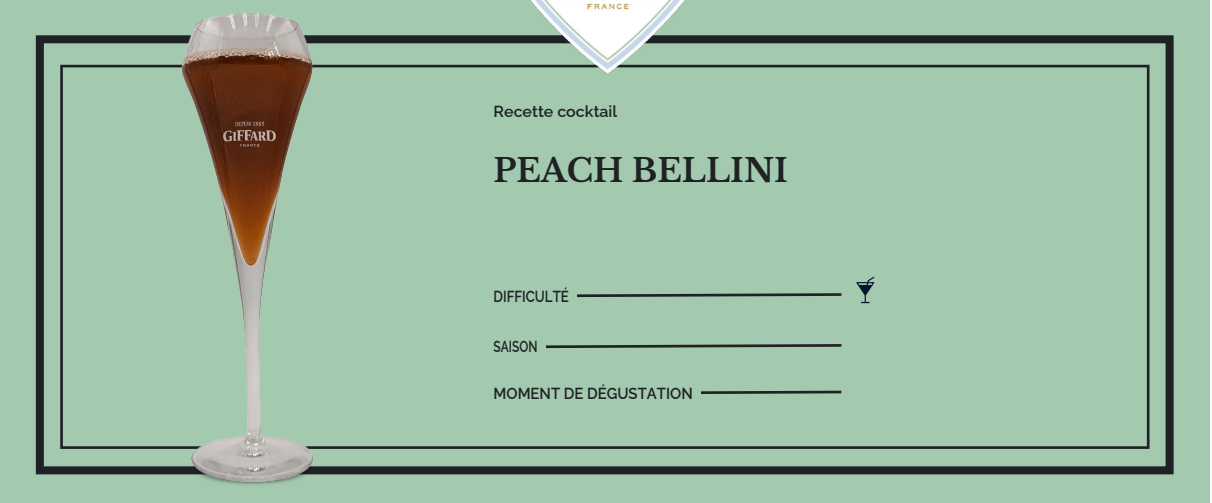 FRANCE
Recette cocktail
DEPUIS 1885
GIFFARD
FRANCE
PEACH BELLINI
DIFFICULTÉ
SAISON
MOMENT DE DÉGUSTATION